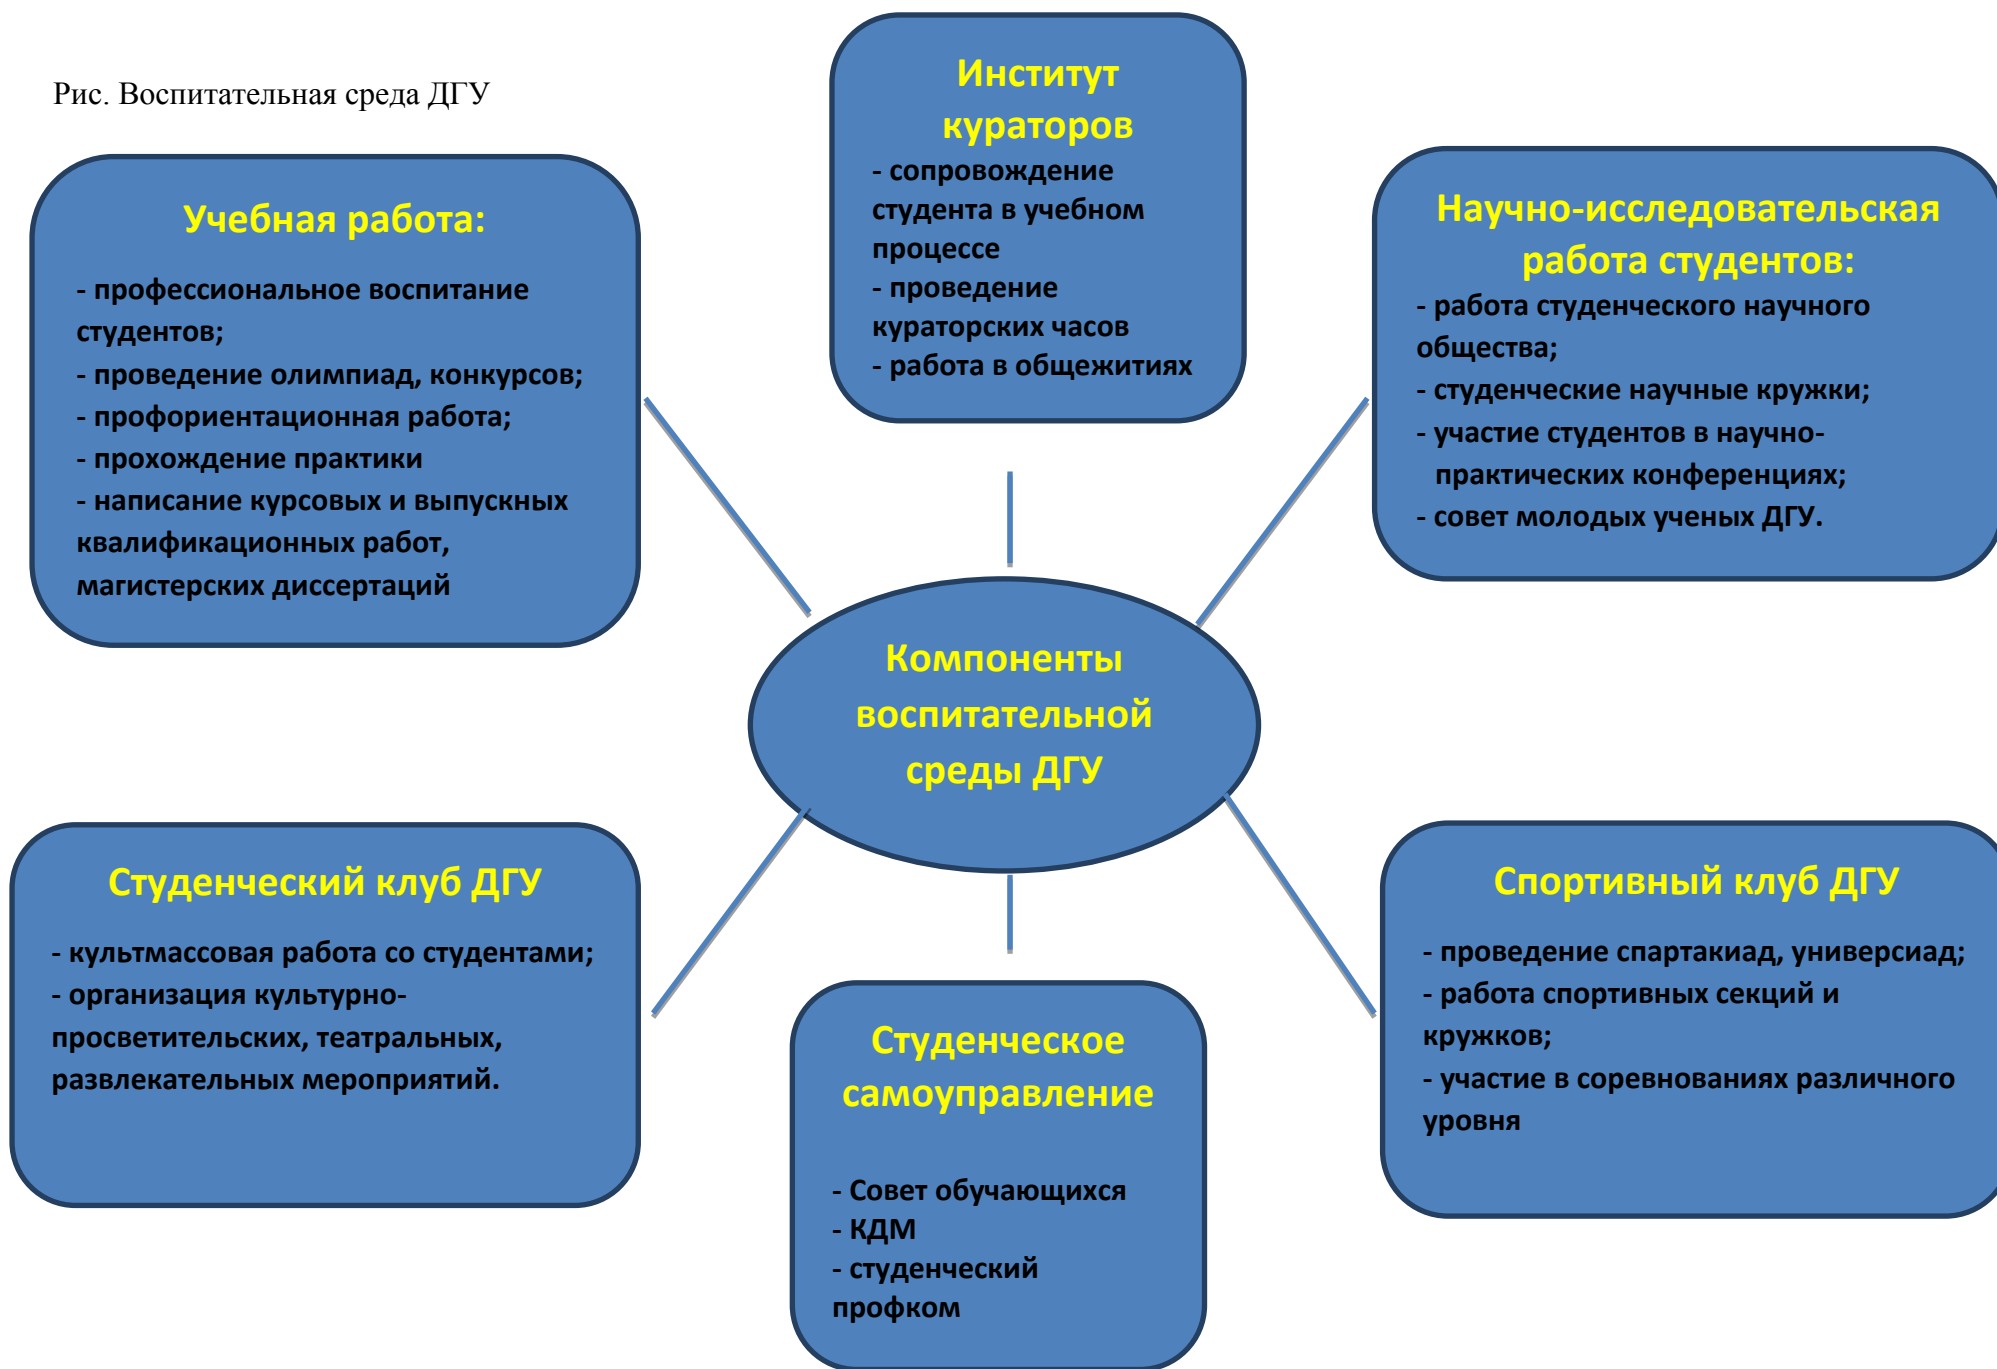 Рис. Воспитательная среда ДГУ
Институт
кураторов
- сопровождение
студента в учебном
процессе
- проведение
кураторских часов
- работа в общежитиях
Учебная работа:
- профессиональное воспитание
студентов;
- проведение олимпиад, конкурсов;
- профориентационная работа;
- прохождение практики
- написание курсовых и выпускных
квалификационных работ,
магистерских диссертаций
Научно-исследовательская
работа студентов:
- работа студенческого научного
общества;
- студенческие научные кружки;
- участие студентов в научно-
практических конференциях;
- совет молодых ученых ДГУ.
Компоненты
воспитательной
среды ДГУ
Студенческий клуб ДГУ
- культмассовая работа со студентами;
- организация культурно-
просветительских, театральных,
развлекательных мероприятий.
Студенческое
самоуправление
- Совет обучающихся
- КДМ
- студенческий
профком
Спортивный клуб ДГУ
- проведение спартакиад, универсиад;
- работа спортивных секций и
кружков;
- участие в соревнованиях различного
уровня